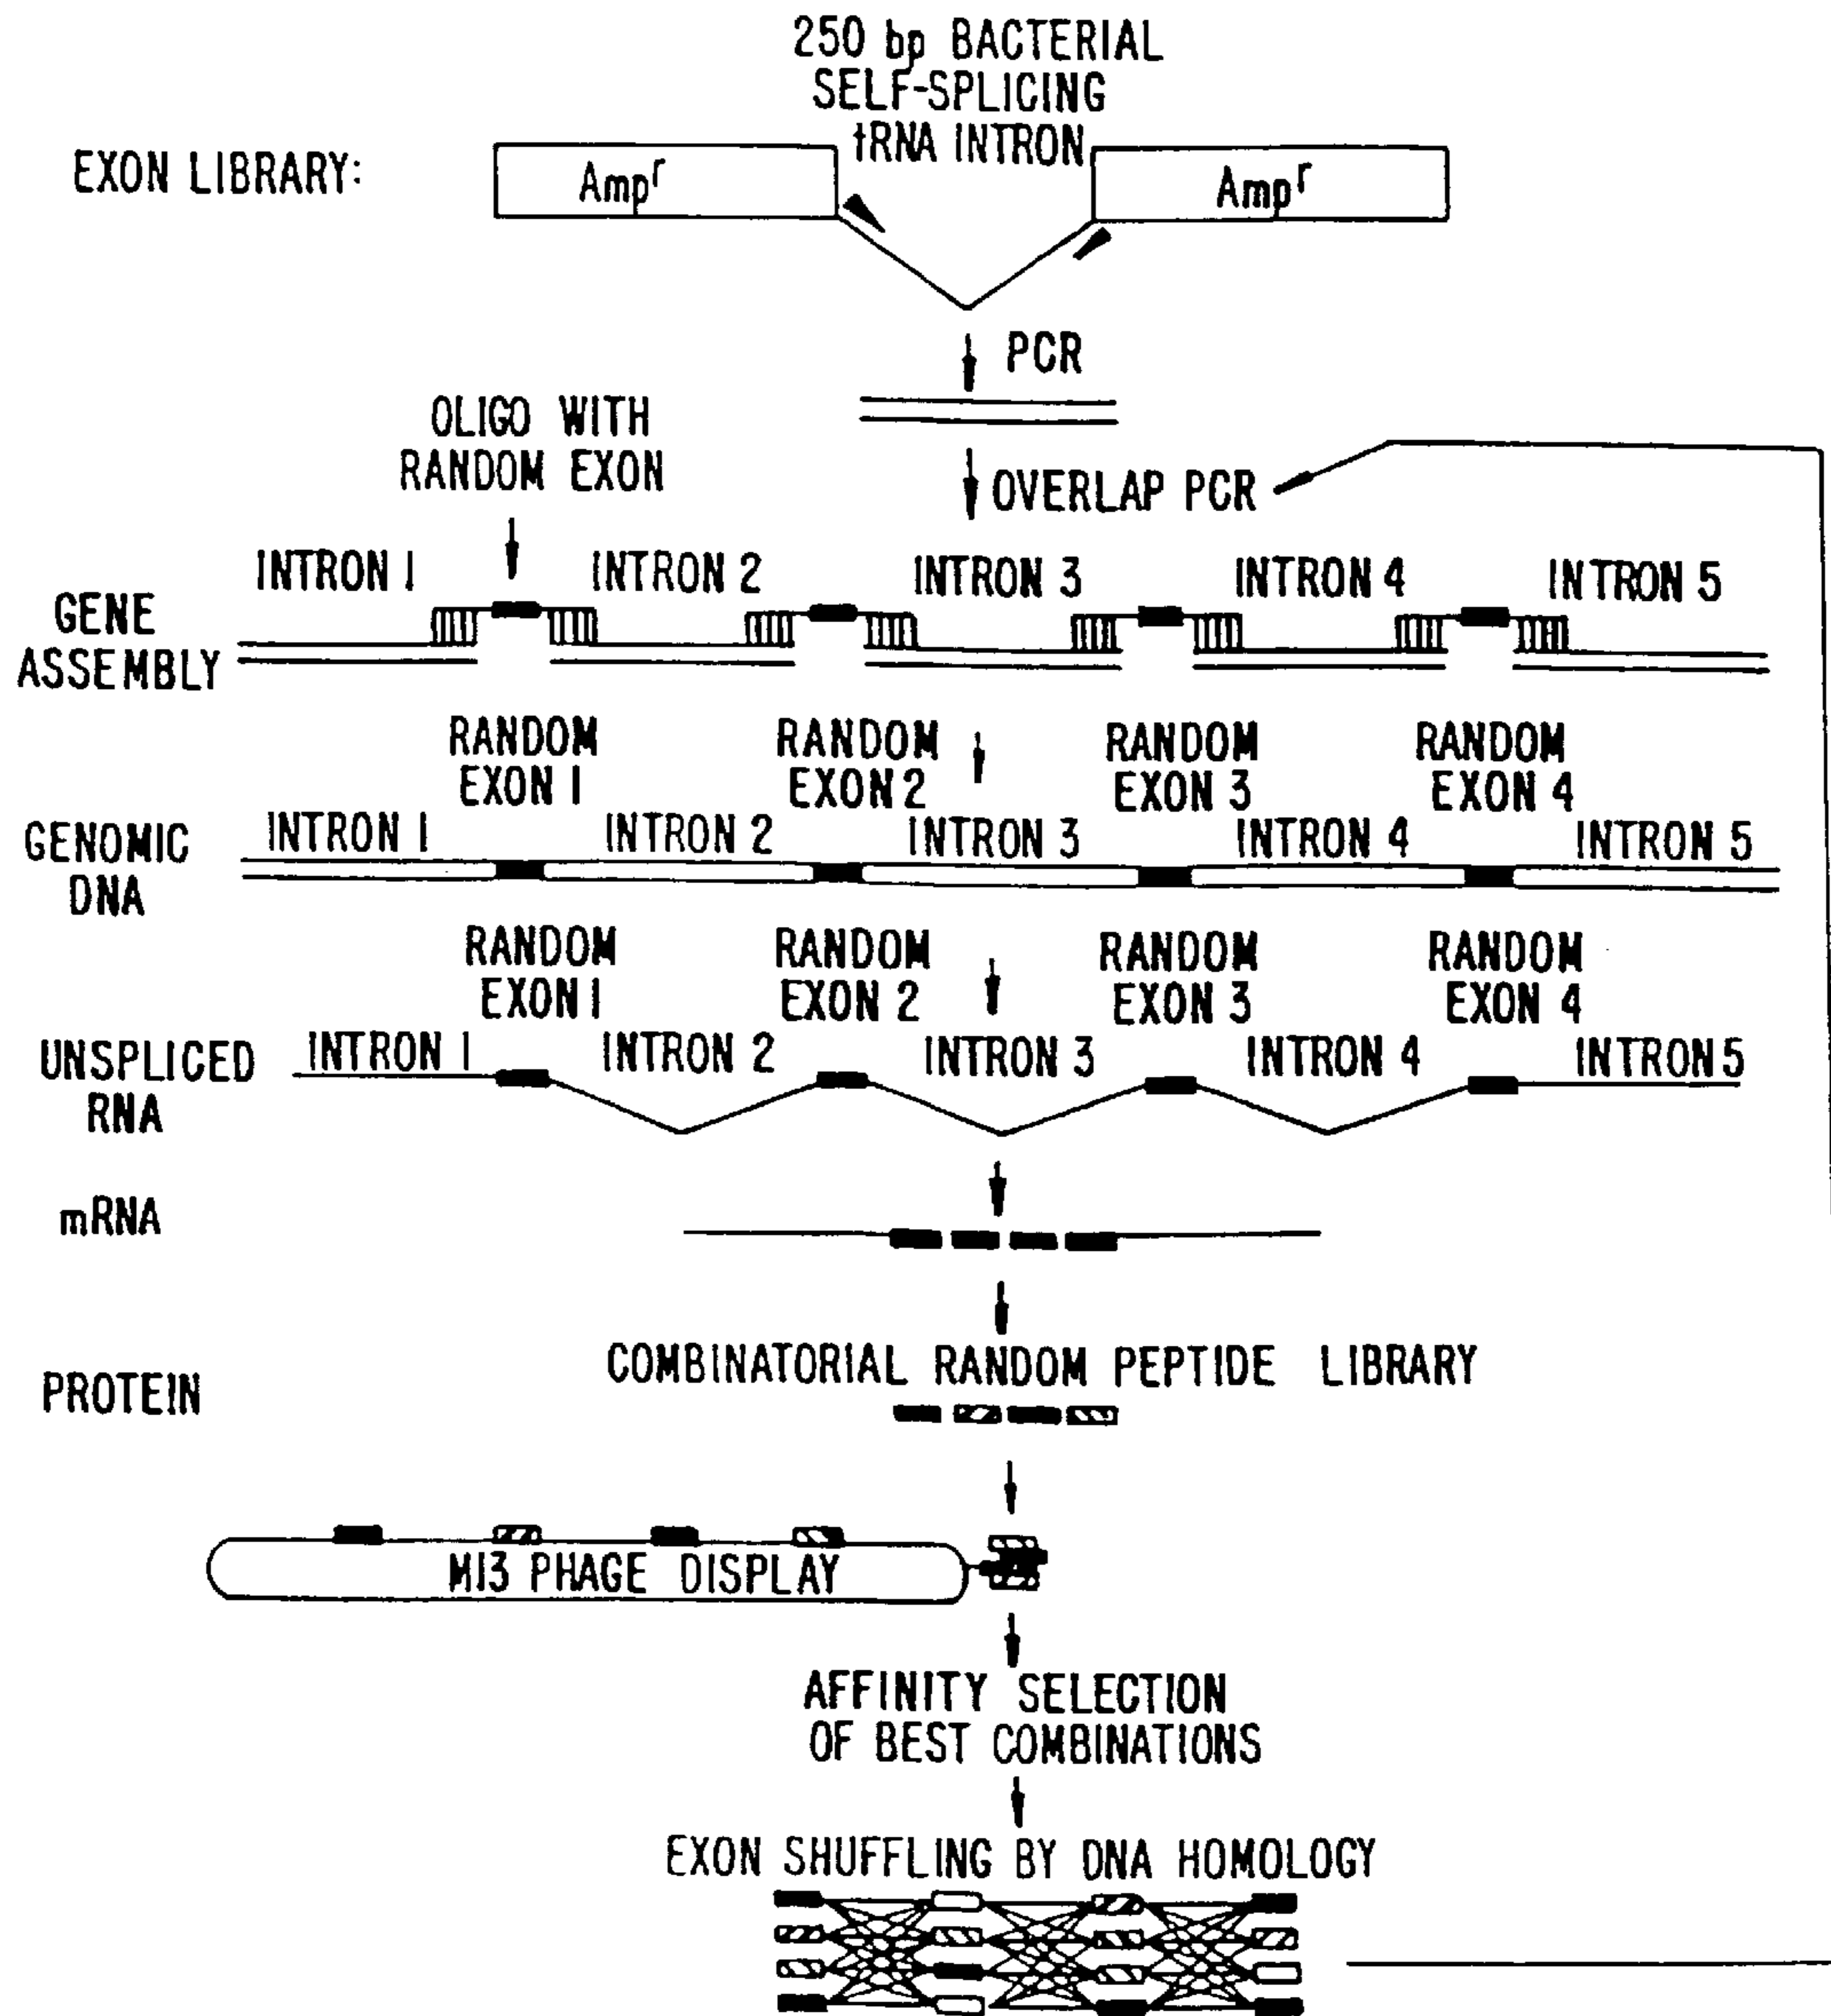 250 bp BACTERIAL
SELF-SPLICING
tRNA INTRON
EXON LIBRARY:
Ampʳ
Ampʳ
PCR
OLIGO WITH
RANDOM EXON
OVERLAP PCR
INTRON 1
INTRON 2
INTRON 3
INTRON 4
INTRON 5
GENE
ASSEMBLY
RANDOM
EXON 1
RANDOM
EXON 2
RANDOM
EXON 3
RANDOM
EXON 4
GENOMIC
DNA
INTRON 1
INTRON 2
INTRON 3
INTRON 4
INTRON 5
RANDOM
EXON 1
RANDOM
EXON 2
RANDOM
EXON 3
RANDOM
EXON 4
UNSPLICED
RNA
INTRON 1
INTRON 2
INTRON 3
INTRON 4
INTRON 5
mRNA
COMBINATORIAL RANDOM PEPTIDE LIBRARY
PROTEIN
M13 PHAGE DISPLAY
AFFINITY SELECTION
OF BEST COMBINATIONS
EXON SHUFFLING BY DNA HOMOLOGY